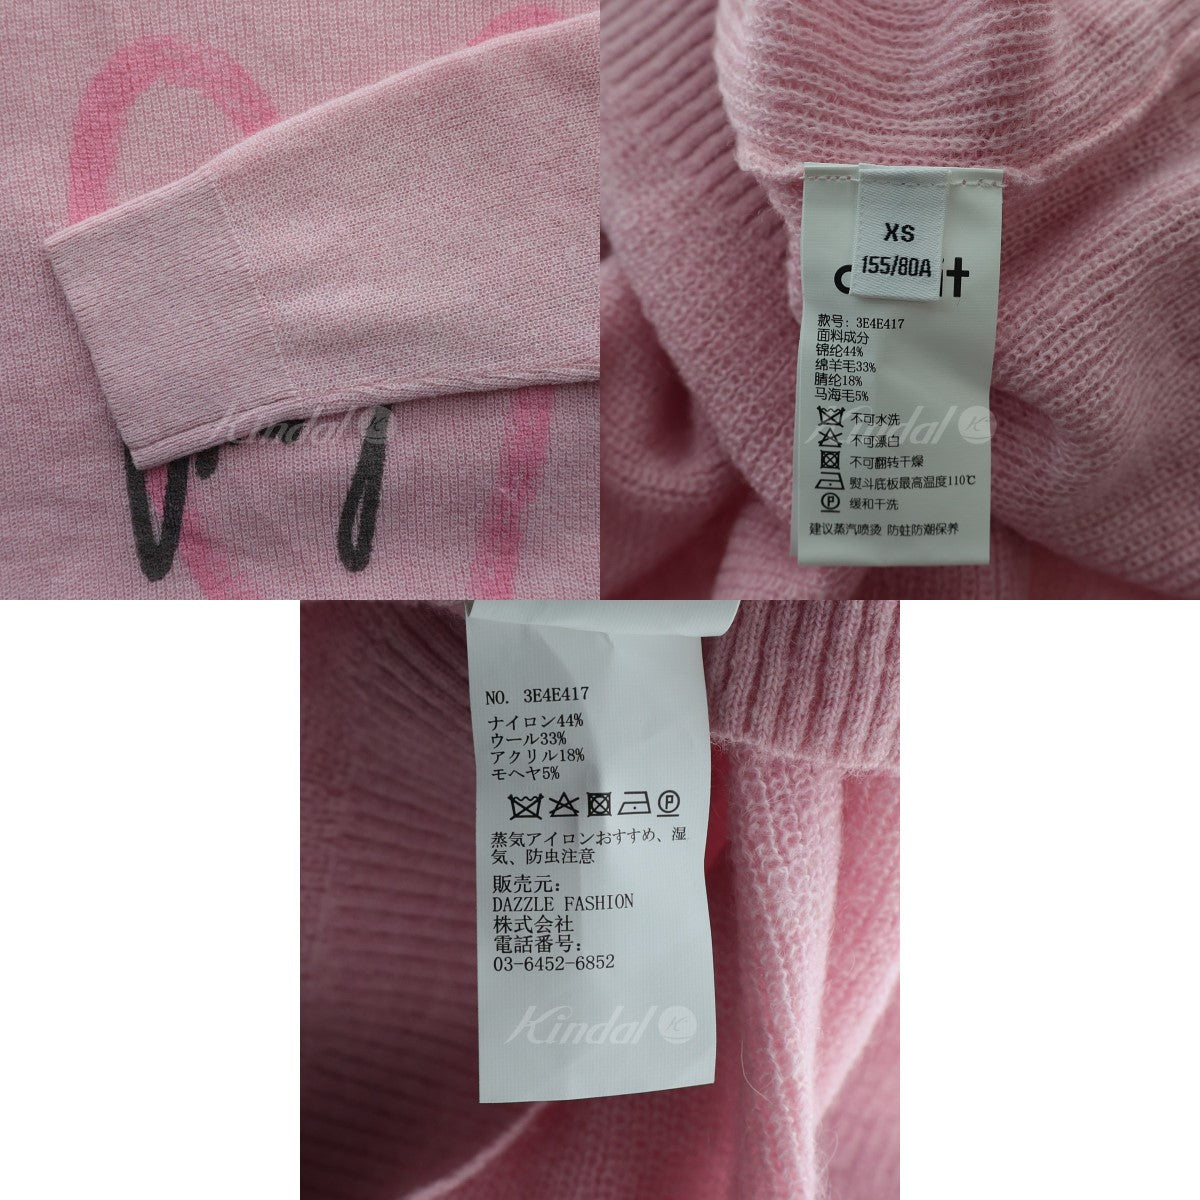 Kindal
XS
155/80A
款号: 3E4E417
面料成分
锦纶44%
绵羊毛33%
腈纶18%
马海毛5%
不可水洗
不可漂白
不可翻转干燥
熨斗底板最高温度110℃
P 缓和干洗
建议蒸汽喷烫 防蛀防潮保养
Kindal K
NO. 3E4E417
ナイロン44%
ウール33%
アクリル18%
モヘヤ5%
P
蒸気アイロンおすすめ、湿
気、防虫注意
販売元:
DAZZLE FASHION
株式会社
電話番号:
03-6452-6852
Kindal K